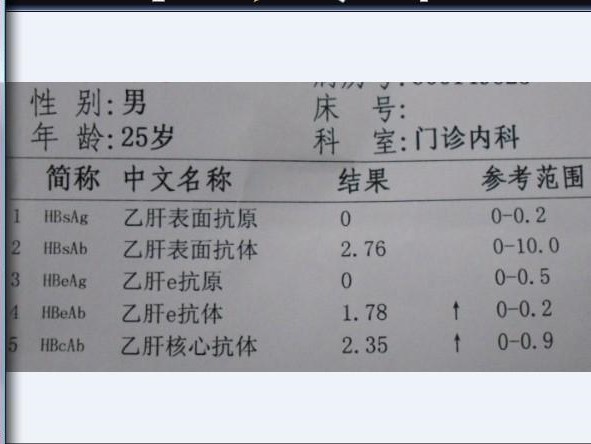 性 别: 男
床 号:
年 龄: 25岁
科 室: 门诊内科
简称 中文名称 结果 参考范围
1 HBsAg 乙肝表面抗原 0 0-0.2
2 HBsAb 乙肝表面抗体 2.76 0-10.0
3 HBeAg 乙肝e抗原 0 0-0.5
4 HBeAb 乙肝e抗体 1.78 ↑ 0-0.2
5 HBcAb 乙肝核心抗体 2.35 ↑ 0-0.9